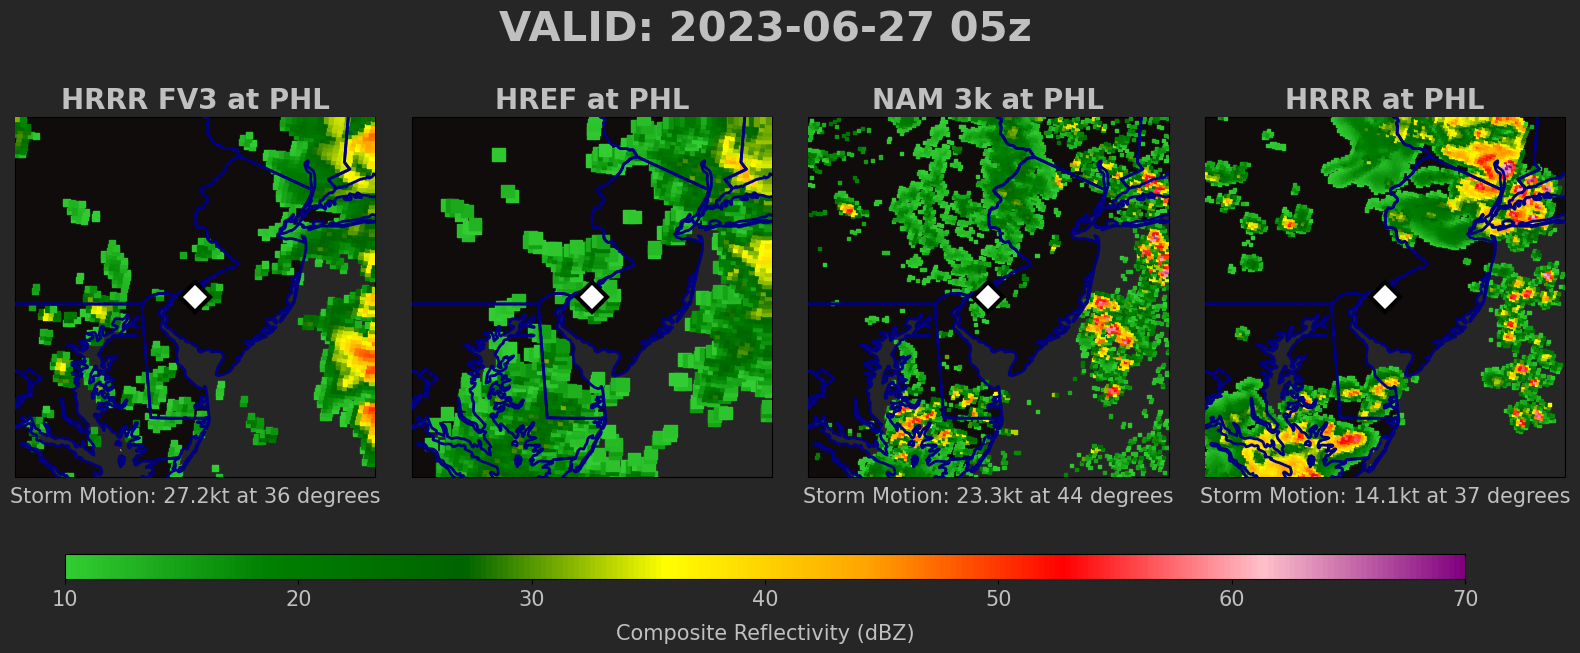 VALID: 2023-06-27 05z
HRRR FV3 at PHL
HREF at PHL
NAM 3k at PHL
HRRR at PHL
Storm Motion: 27.2kt at 36 degrees
Storm Motion: 23.3kt at 44 degrees
Storm Motion: 14.1kt at 37 degrees
10 20 30 40 50 60 70
Composite Reflectivity (dBZ)